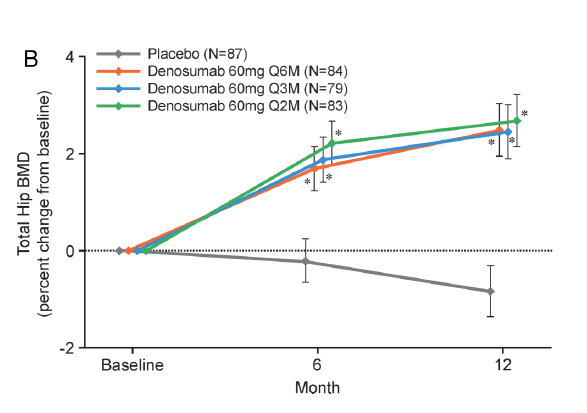 B
Placebo (N=87)
Denosumab 60mg Q6M (N=84)
Denosumab 60mg Q3M (N=79)
Denosumab 60mg Q2M (N=83)
Total Hip BMD
(percent change from baseline)
4
2
0
-2
* * *
* * *
Baseline 6 12
Month